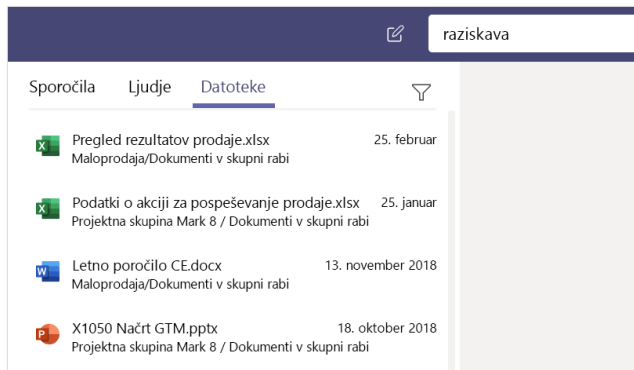 raziskava
Sporočila Ljudje Datoteke
Pregled rezultatov prodaje.xlsx 25. februar
Maloprodaja/Dokumenti v skupni rabi
Podatki o akciji za pospeševanje prodaje.xlsx 25. januar
Projektna skupina Mark 8 / Dokumenti v skupni rabi
Letno poročilo CE.docx 13. november 2018
Maloprodaja/Dokumenti v skupni rabi
X1050 Načrt GTM.pptx 18. oktober 2018
Projektna skupina Mark 8 / Dokumenti v skupni rabi